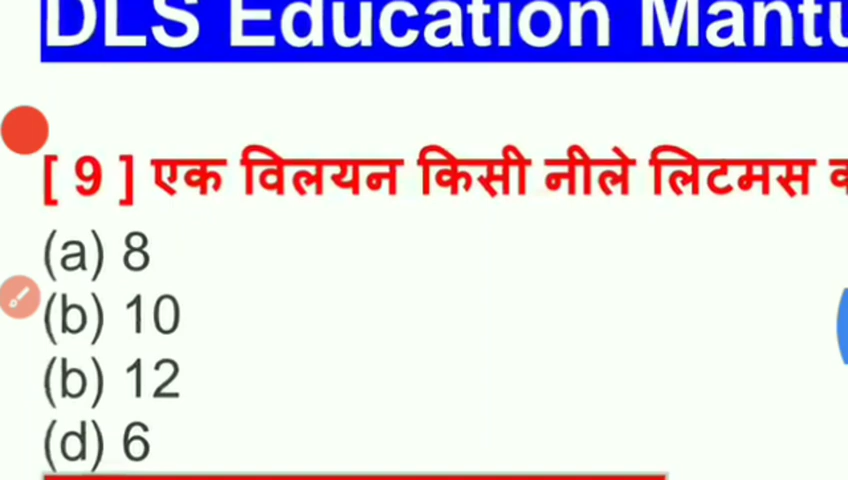 DLS Education
[ 9 ] एक विलयन किसी नीले लिटमस
(a) 8
(b) 10
(b) 12
(d) 6